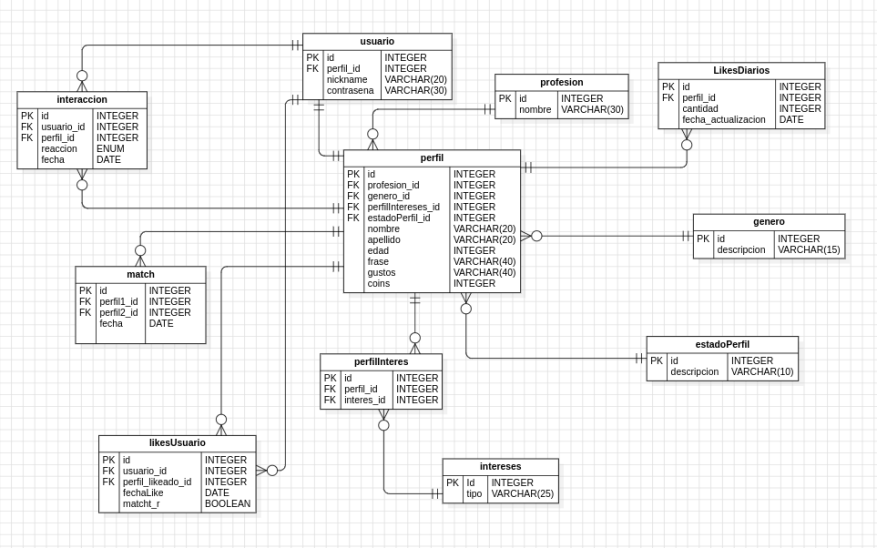 usuario
PK id INTEGER
FK perfil_id INTEGER
nickname VARCHAR(20)
contrasena VARCHAR(30)
profesion
PK id INTEGER
nombre VARCHAR(30)
LikesDiarios
PK id INTEGER
FK perfil_id INTEGER
cantidad INTEGER
fecha_actualizacion DATE
interaccion
PK id INTEGER
FK usuario_id INTEGER
FK perfil_id INTEGER
reaccion ENUM
fecha DATE
perfil
PK id INTEGER
FK profesion_id INTEGER
FK genero_id INTEGER
FK perfilIntereses_id INTEGER
FK estadoPerfil_id INTEGER
nombre VARCHAR(20)
apellido VARCHAR(20)
edad INTEGER
frase VARCHAR(40)
gustos VARCHAR(40)
coins INTEGER
genero
PK id INTEGER
descripcion VARCHAR(15)
match
PK id INTEGER
FK perfil1_id INTEGER
FK perfil2_id INTEGER
fecha DATE
estadoPerfil
PK id INTEGER
descripcion VARCHAR(10)
perfilInteres
PK id INTEGER
FK perfil_id INTEGER
FK interes_id INTEGER
likesUsuario
PK id INTEGER
FK usuario_id INTEGER
FK perfil_likeado_id INTEGER
fechaLike DATE
matcht_r BOOLEAN
intereses
PK Id INTEGER
tipo VARCHAR(25)